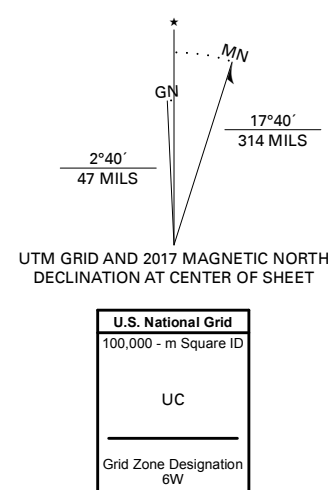 ★
MN
GN
17°40´
314 MILS
2°40´
47 MILS
UTM GRID AND 2017 MAGNETIC NORTH
DECLINATION AT CENTER OF SHEET
U.S. National Grid
100,000 - m Square ID
UC
Grid Zone Designation
6W